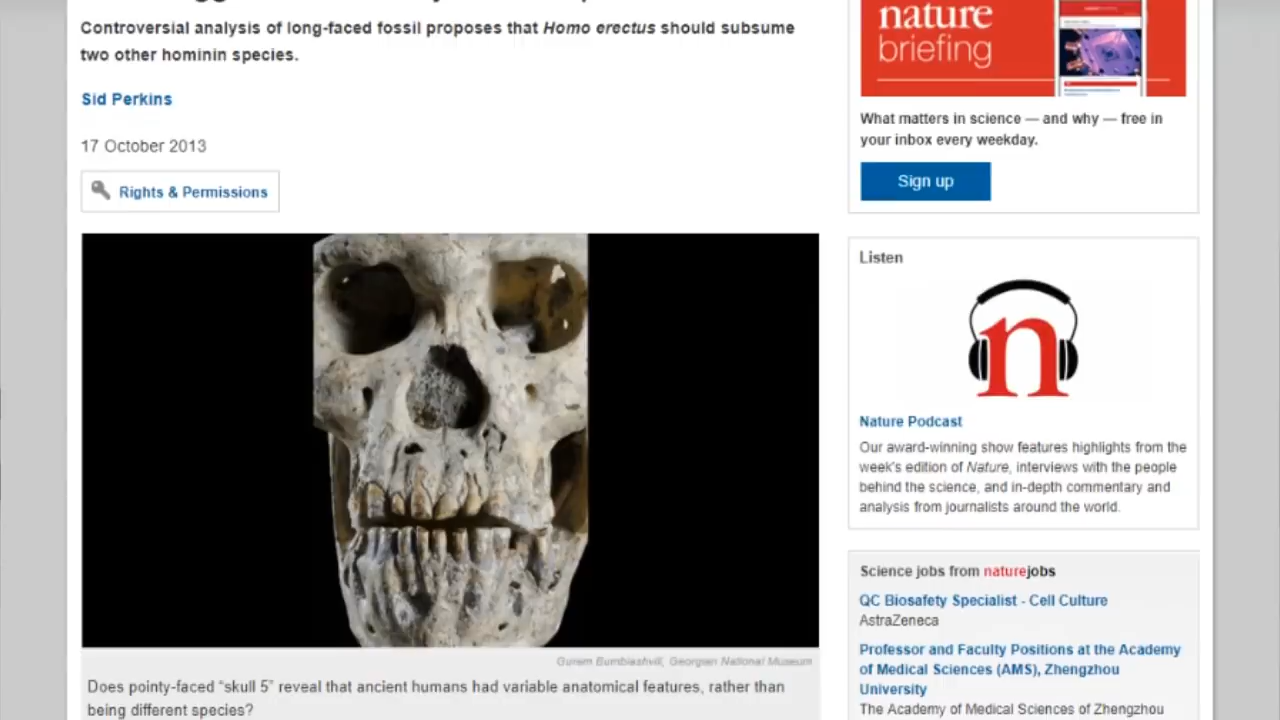 Controversial analysis of long-faced fossil proposes that Homo erectus should subsume
two other hominin species.
Sid Perkins
17 October 2013
Rights & Permissions
Gurem Bumbiashvili, Georgian National Museum
Does pointy-faced “skull 5” reveal that ancient humans had variable anatomical features, rather than
being different species?
nature
briefing
What matters in science — and why — free in
your inbox every weekday.
Sign up
Listen
n
Nature Podcast
Our award-winning show features highlights from the
week's edition of Nature, interviews with the people
behind the science, and in-depth commentary and
analysis from journalists around the world.
Science jobs from naturejobs
QC Biosafety Specialist - Cell Culture
AstraZeneca
Professor and Faculty Positions at the Academy
of Medical Sciences (AMS), Zhengzhou
University
The Academy of Medical Sciences of Zhengzhou